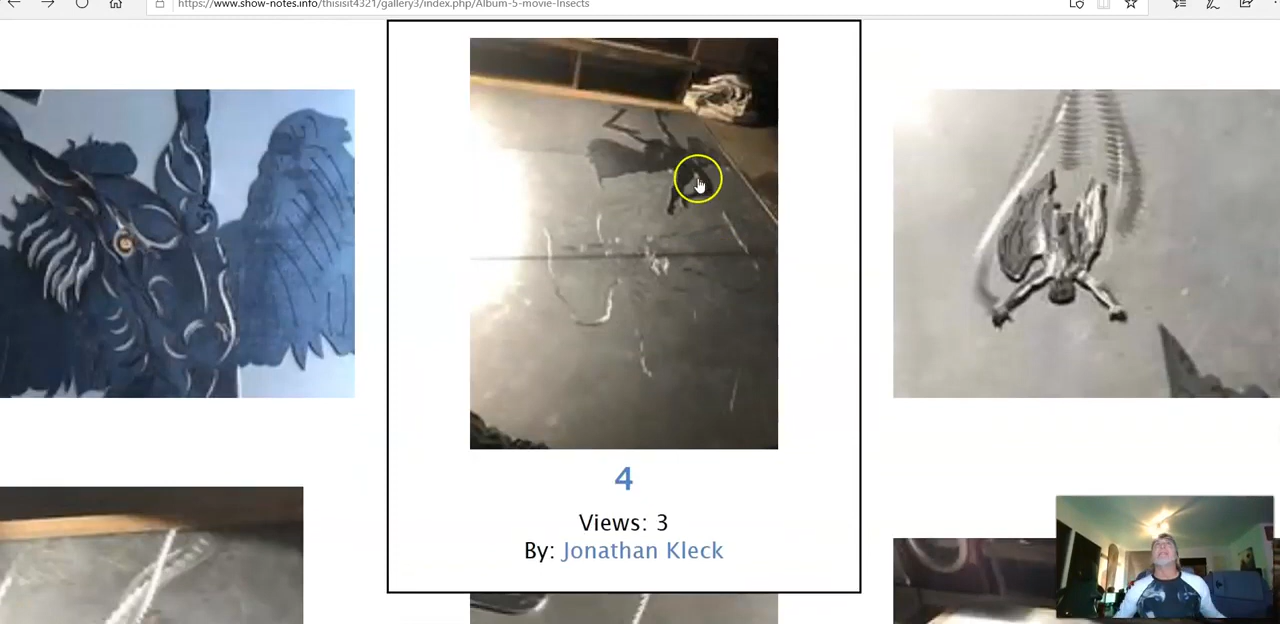 https://www.show-notes.info/thisisit4321/gallery3/index.php/Album-5-movie-Insects
4
Views: 3
By: Jonathan Kleck